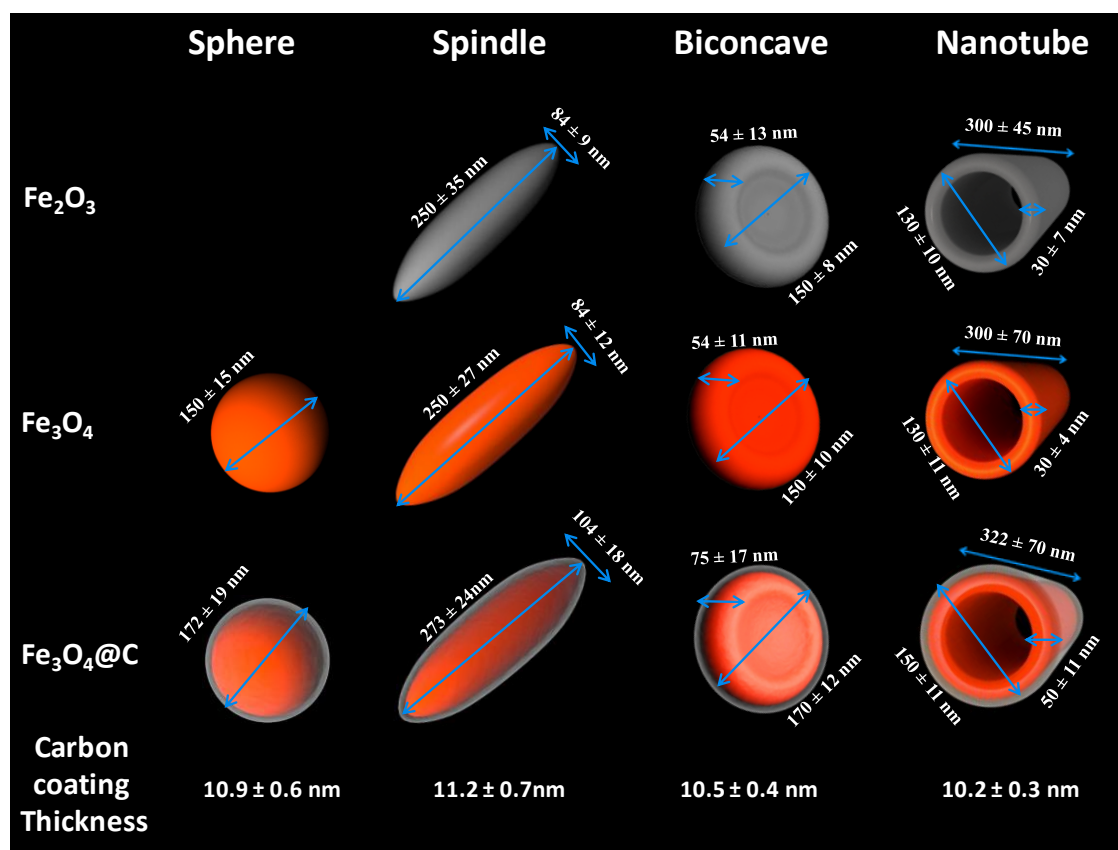 Sphere Spindle Biconcave Nanotube
Fe₂O₃
250 ± 35 nm
84 ± 9 nm
54 ± 13 nm
150 ± 8 nm
300 ± 45 nm
130 ± 10 nm
30 ± 7 nm
Fe₃O₄
150 ± 15 nm
250 ± 27 nm
84 ± 12 nm
54 ± 11 nm
150 ± 10 nm
300 ± 70 nm
130 ± 11 nm
30 ± 4 nm
Fe₃O₄@C
172 ± 19 nm
273 ± 24nm
104 ± 18 nm
75 ± 17 nm
170 ± 12 nm
322 ± 70 nm
150 ± 11 nm
50 ± 11 nm
Carbon
coating
Thickness
10.9 ± 0.6 nm 11.2 ± 0.7nm 10.5 ± 0.4 nm 10.2 ± 0.3 nm